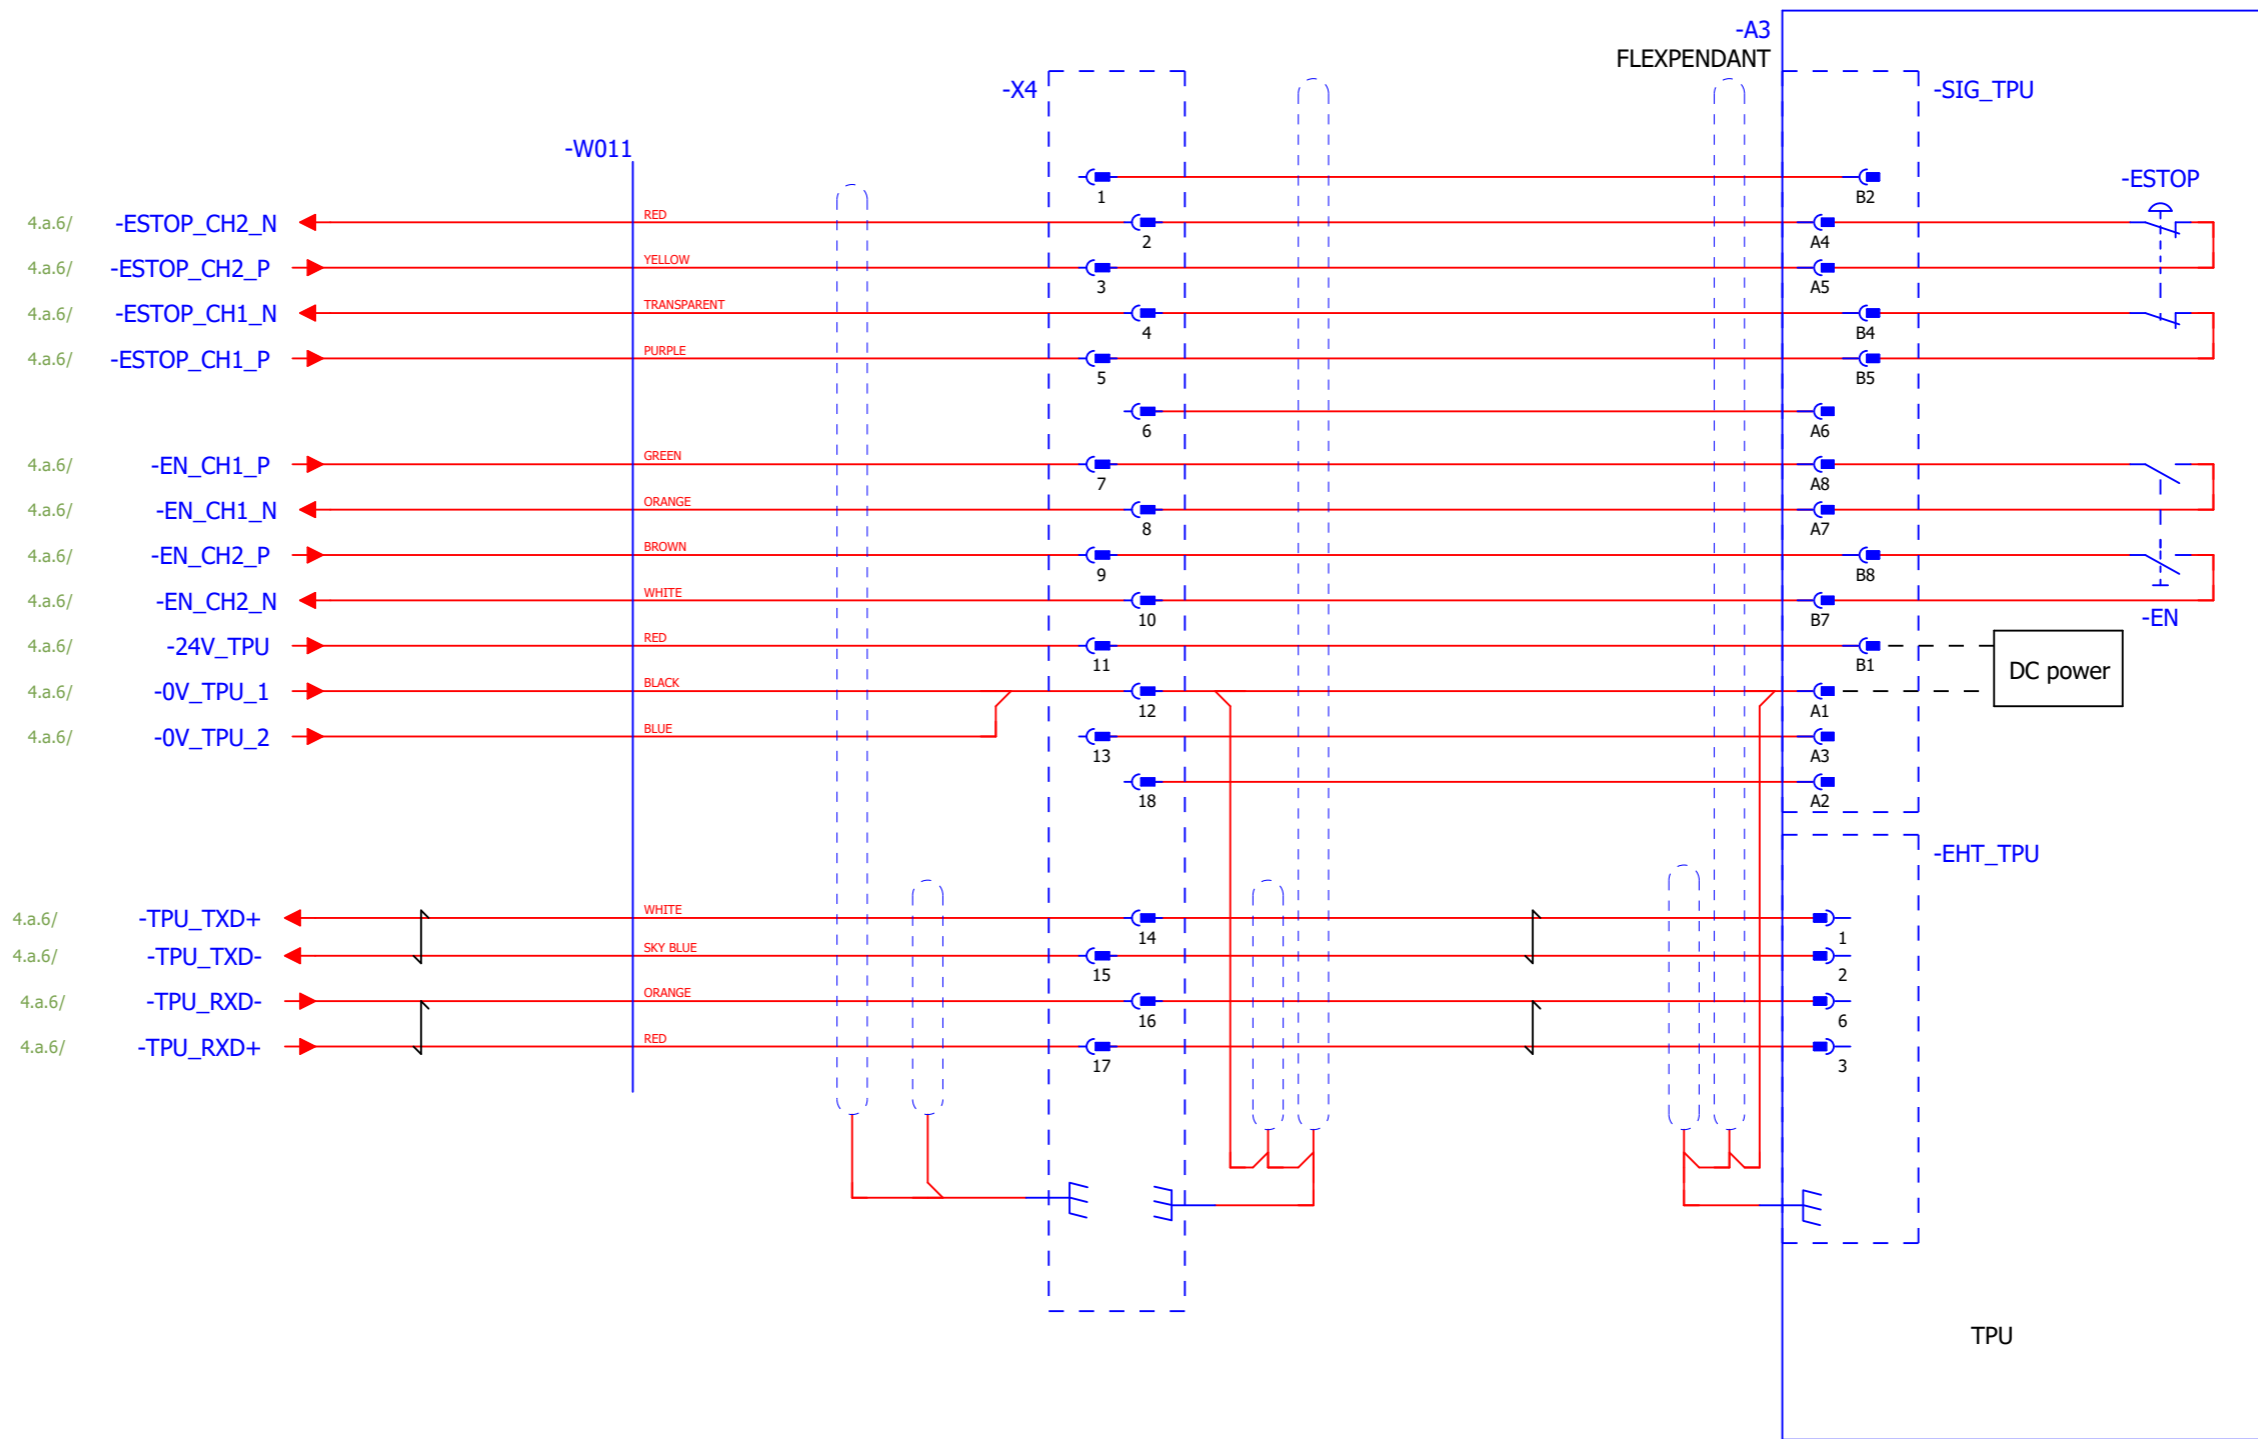 -A3
FLEXPENDANT
-X4
-SIG_TPU
-W011
1
B2
-ESTOP
4.a.6/ -ESTOP_CH2_N RED 2 A4
4.a.6/ -ESTOP_CH2_P YELLOW 3 A5
4.a.6/ -ESTOP_CH1_N TRANSPARENT 4 B4
4.a.6/ -ESTOP_CH1_P PURPLE 5 B5
6 A6
4.a.6/ -EN_CH1_P GREEN 7 A8
4.a.6/ -EN_CH1_N ORANGE 8 A7
4.a.6/ -EN_CH2_P BROWN 9 B8
4.a.6/ -EN_CH2_N WHITE 10 B7
-EN
4.a.6/ -24V_TPU RED 11 B1
DC power
4.a.6/ -0V_TPU_1 BLACK 12 A1
4.a.6/ -0V_TPU_2 BLUE 13 A3
18 A2
-EHT_TPU
4.a.6/ -TPU_TXD+ WHITE 14 1
4.a.6/ -TPU_TXD- SKY BLUE 15 2
4.a.6/ -TPU_RXD- ORANGE 16 6
4.a.6/ -TPU_RXD+ RED 17 3
TPU